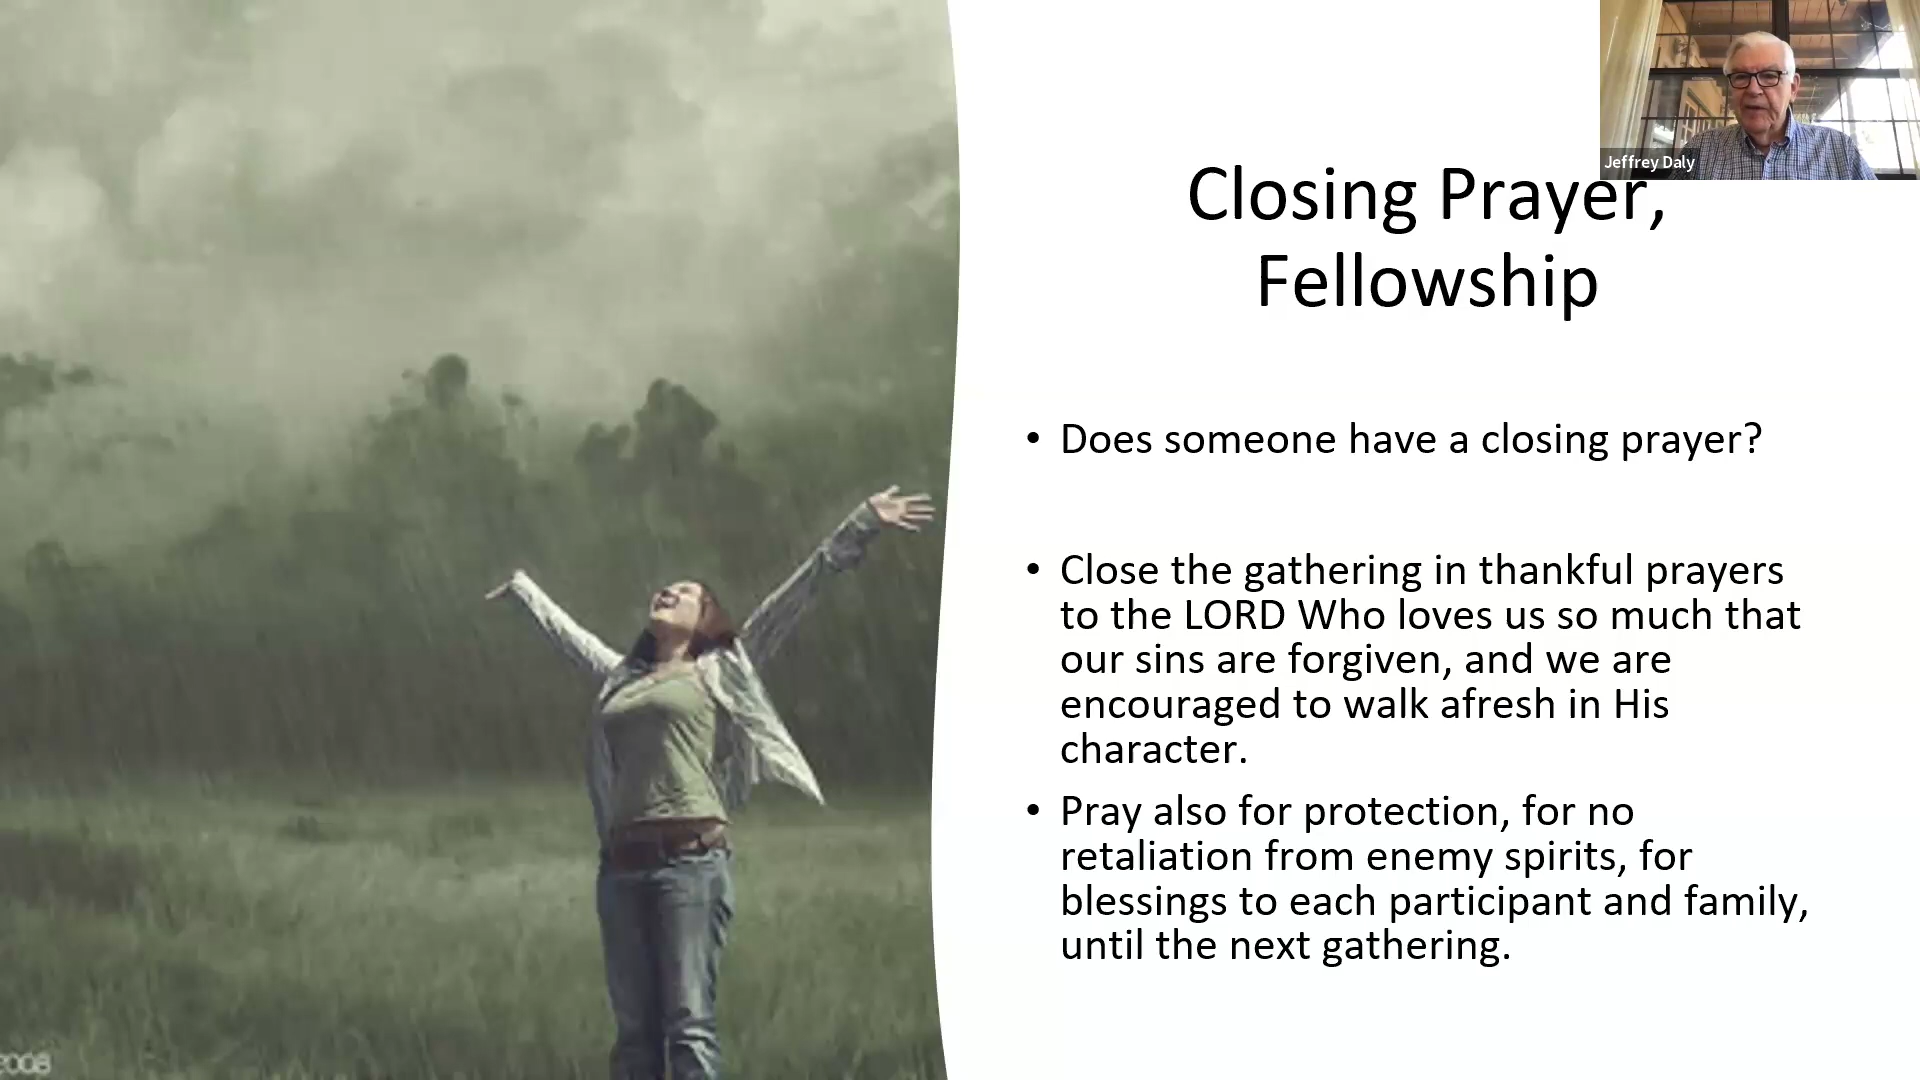 Jeffrey Daly
Closing Prayer,
Fellowship
• Does someone have a closing prayer?
• Close the gathering in thankful prayers
to the LORD Who loves us so much that
our sins are forgiven, and we are
encouraged to walk afresh in His
character.
• Pray also for protection, for no
retaliation from enemy spirits, for
blessings to each participant and family,
until the next gathering.
2008